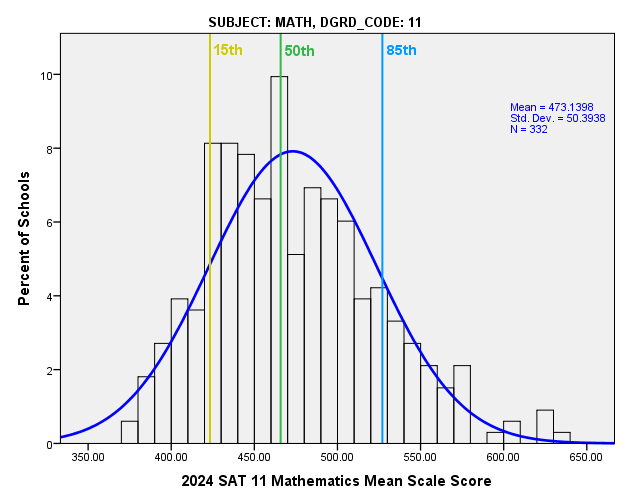 SUBJECT: MATH, DGRD_CODE: 11
15th
50th
85th
Mean = 473.1398
Std. Dev. = 50.3938
N = 332
Percent of Schools
10
8
6
4
2
0
350.00 400.00 450.00 500.00 550.00 600.00 650.00
2024 SAT 11 Mathematics Mean Scale Score